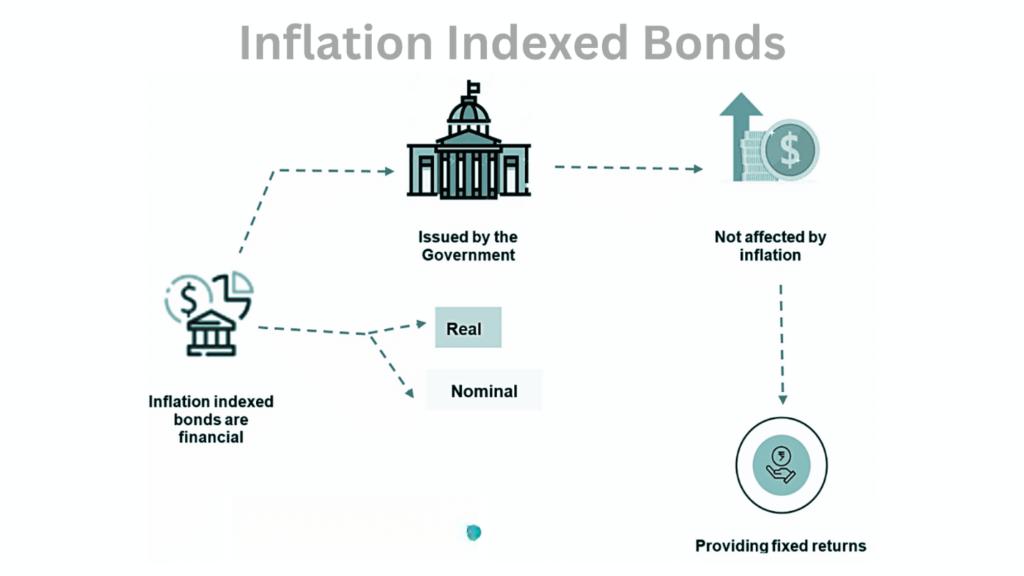 Inflation Indexed Bonds
Issued by the
Government
Not affected by
inflation
Real
Nominal
Inflation indexed
bonds are
financial
Providing fixed returns